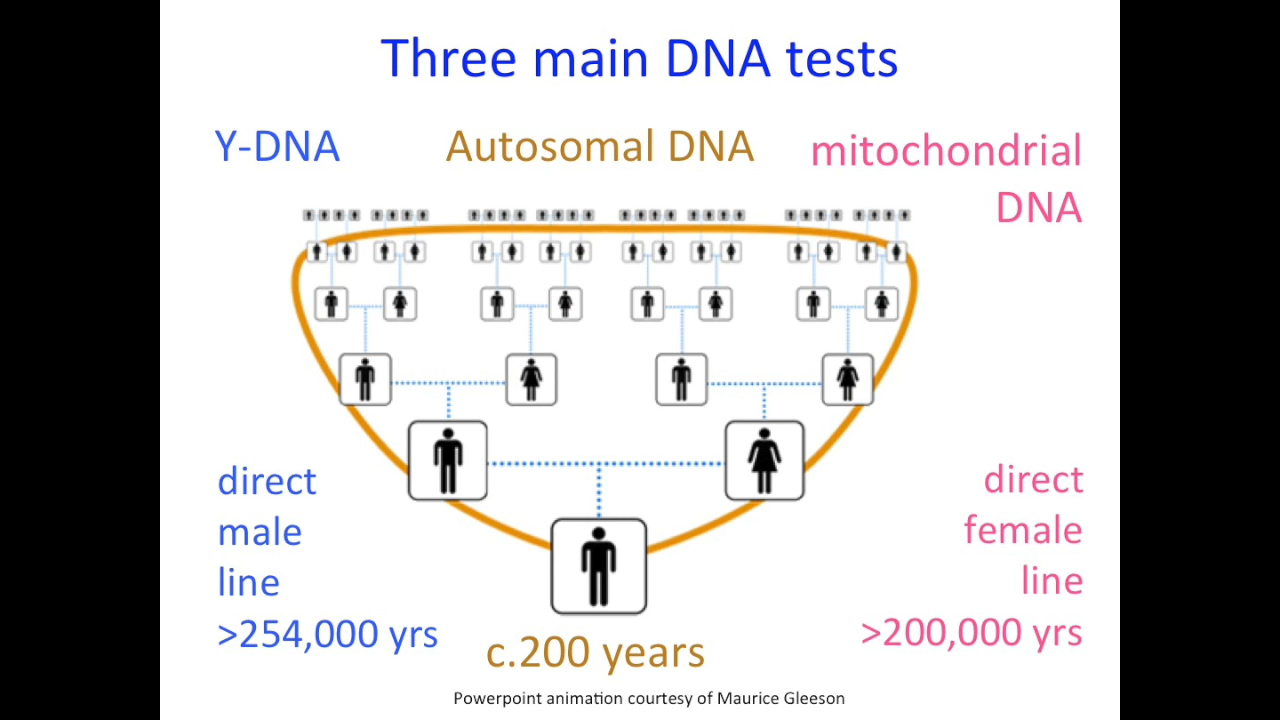 Three main DNA tests
Y-DNA
Autosomal DNA
mitochondrial
DNA
direct
male
line
>254,000 yrs
c.200 years
direct
female
line
>200,000 yrs
Powerpoint animation courtesy of Maurice Gleeson